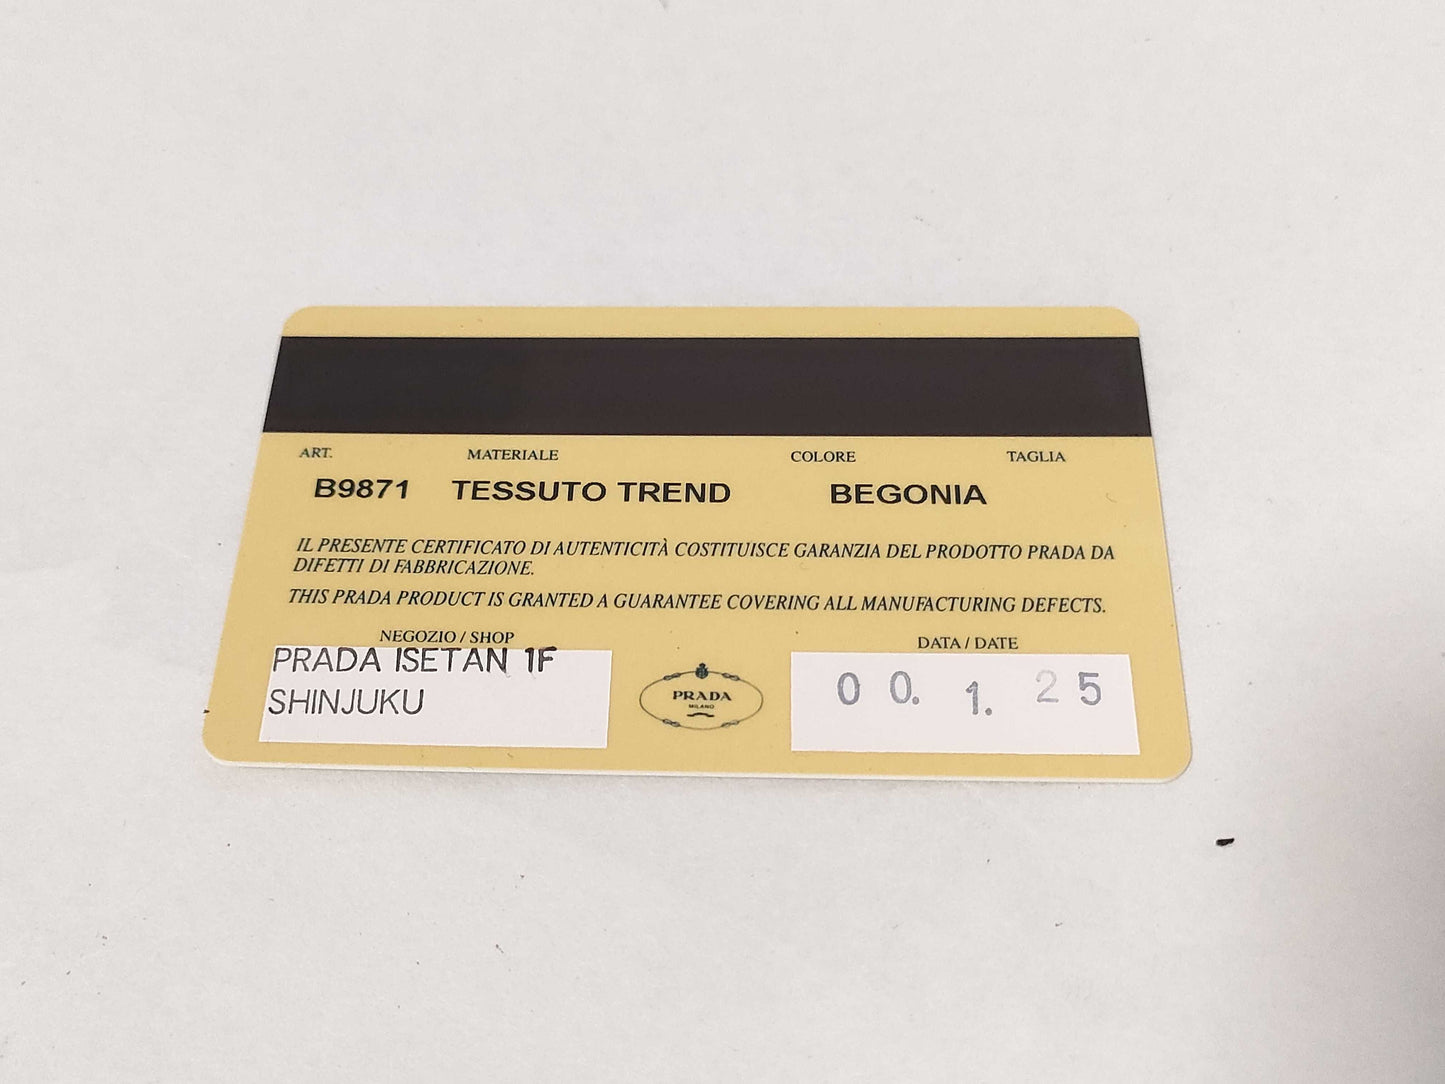 ART. MATERIALE COLORE TAGLIA
B9871 TESSUTO TREND BEGONIA
IL PRESENTE CERTIFICATO DI AUTENTICITÀ COSTITUISCE GARANZIA DEL PRODOTTO PRADA DA
DIFETTI DI FABBRICAZIONE.
THIS PRADA PRODUCT IS GRANTED A GUARANTEE COVERING ALL MANUFACTURING DEFECTS.
NEGOZIO / SHOP
PRADA ISETAN 1F
SHINJUKU
PRADA
MILANO
DATA / DATE
00. 1. 25